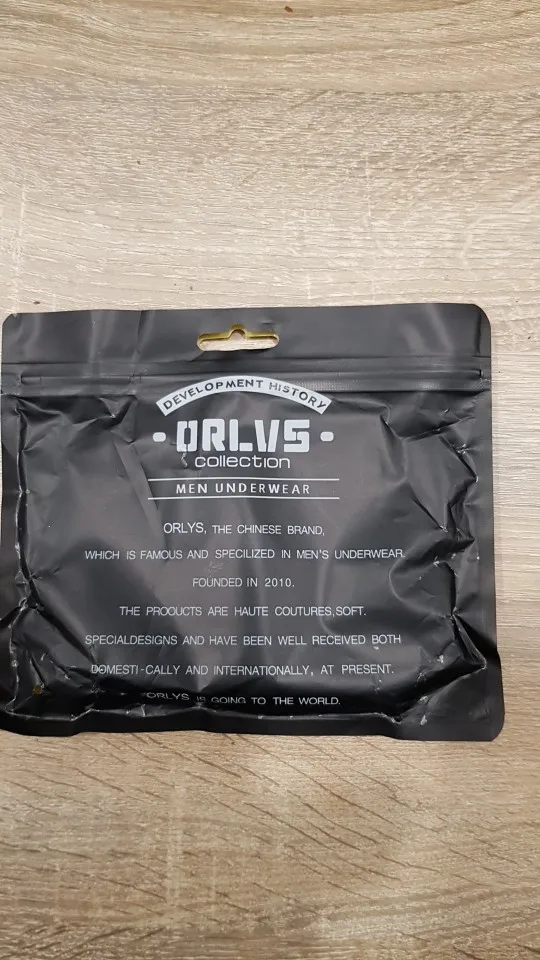 DEVELOPMENT HISTORY
ORLVS
collection
MEN UNDERWEAR
ORLYS, THE CHINESE BRAND,
WHICH IS FAMOUS AND SPECILIZED IN MEN'S UNDERWEAR.
FOUNDED IN 2010.
THE PRODUCTS ARE HAUTE COUTURES,SOFT.
SPECIALDESIGNS AND HAVE BEEN WELL RECEIVED BOTH
DOMESTI-CALLY AND INTERNATIONALLY, AT PRESENT.
ORLYS IS GOING TO THE WORLD.